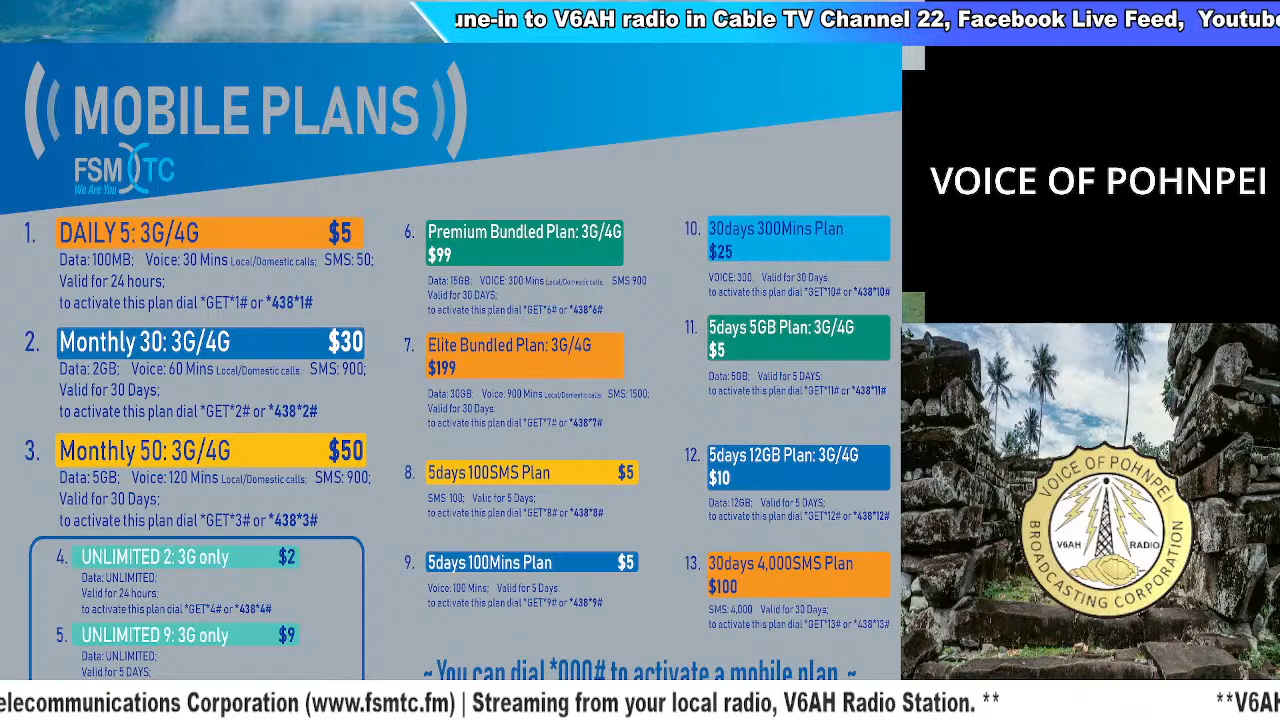 une-in to V6AH radio in Cable TV Channel 22, Facebook Live Feed, Youtube
MOBILE PLANS
FSMTC
We Are You
1. DAILY 5: 3G/4G $5
Data: 100MB; Voice: 30 Mins Local/Domestic calls; SMS: 50;
Valid for 24 hours;
to activate this plan dial *GET*1# or *438*1#
2. Monthly 30: 3G/4G $30
Data: 2GB; Voice: 60 Mins Local/Domestic calls. SMS: 900;
Valid for 30 Days;
to activate this plan dial *GET*2# or *438*2#
3. Monthly 50: 3G/4G $50
Data: 5GB; Voice: 120 Mins Local/Domestic calls; SMS: 900;
Valid for 30 Days;
to activate this plan dial *GET*3# or *438*3#
4. UNLIMITED 2: 3G only $2
Data: UNLIMITED;
Valid for 24 hours;
to activate this plan dial *GET*4# or *438*4#
5. UNLIMITED 9: 3G only $9
Data: UNLIMITED;
Valid for 5 DAYS;
6. Premium Bundled Plan: 3G/4G
$99
Data: 15GB; VOICE: 300 Mins Local/Domestic calls; SMS 900
Valid for 30 DAYS;
to activate this plan dial *GET*6# or *438*6#
7. Elite Bundled Plan: 3G/4G
$199
Data: 30GB; Voice: 900 Mins Local/Domestic calls. SMS: 1500;
Valid for 30 Days:
to activate this plan dial *GET*7# or *438*7#
8. 5days 100SMS Plan $5
SMS 100; Valic for 5 Days;
to activate this plan dial *GET*8# or *438*8#
9. 5days 100Mins Plan $5
Voice: 100 Mins; Valid for 5 Days:
to activate this plan dial *GET*9# or *438*9#
10. 30days 300Mins Plan
$25
VOICE: 300 Valid for 30 Days:
to activate this plan dial *GET*10# or *438*10#
11. 5days 5GB Plan: 3G/4G
$5
Data: 5GB; Valid for 5 DAYS:
to activate this plan dial *GET*11# or *438*11#
12. 5days 12GB Plan: 3G/4G
$10
Data: 12GB; Valid for 5 DAYS;
to activate this plan dial *GET*12# or *438*12#
13. 30days 4,000SMS Plan
$100
SMS: 4,000 Valid for 30 Days;
to activate this plan dial *GET*13# or *438*13#
~ You can dial *000# to activate a mobile plan ~
VOICE OF POHNPEI
VOICE OF POHNPEI
V6AH RADIO
BROADCASTING CORPORATION
elecommunications Corporation (www.fsmtc.fm) | Streaming from your local radio, V6AH Radio Station. ** **V6AH